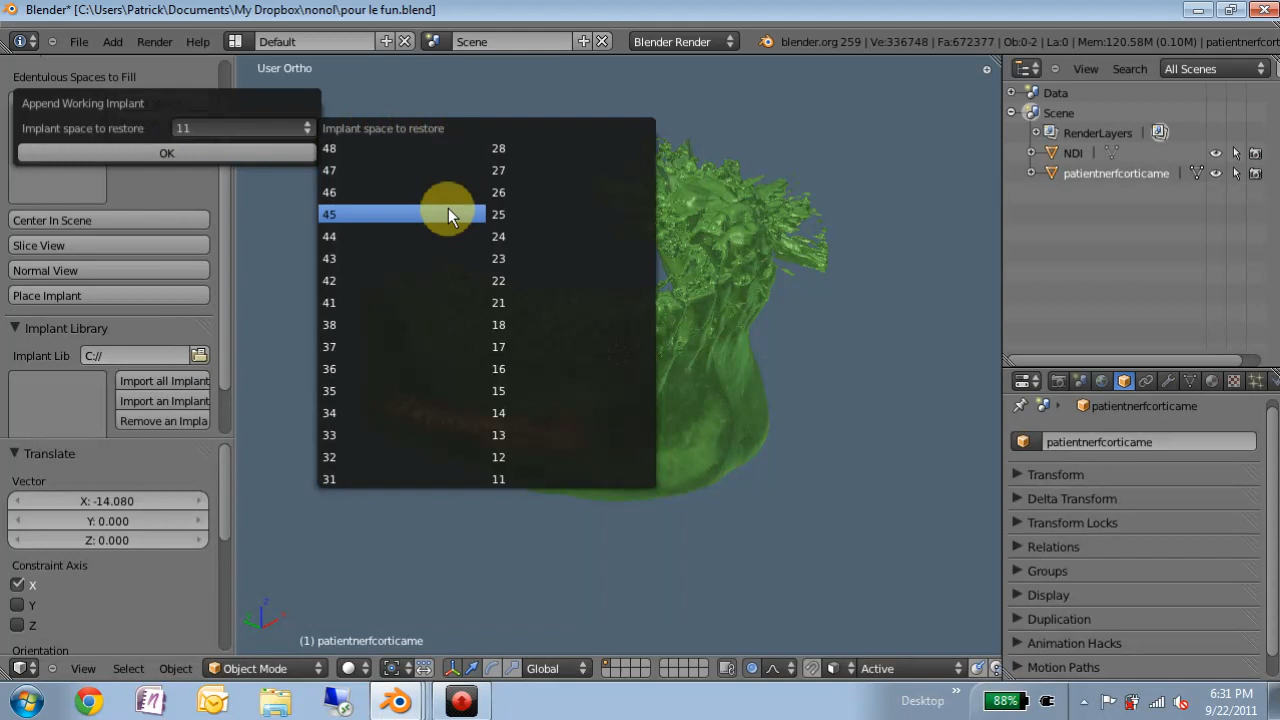 Blender* [C:\Users\Patrick\Documents\My Dropbox\nonol\pour le fun.blend]
File Add Render Help Default Scene Blender Render blender.org 259 | Ve:336748 | Fa:672377 | Ob:0-2 | La:0 | Mem:120.58M (0.10M) | patientnerfcort
Edentulous Spaces to Fill
User Ortho
View Search All Scenes
Append Working Implant
Implant space to restore 11
OK
Implant space to restore
48 28
47 27
46 26
45 25
44 24
43 23
42 22
41 21
38 18
37 17
36 16
35 15
34 14
33 13
32 12
31 11
Center In Scene
Slice View
Normal View
Place Implant
Implant Library
Implant Lib C://
Import all Implant
Import an Implant
Remove an Impla
Translate
Vector
X: -14.080
Y: 0.000
Z: 0.000
Constraint Axis
X
Y
Z
Orientation
Data
Scene
RenderLayers
NDI
patientnerfcorticame
patientnerfcorticame
patientnerfcorticame
Transform
Delta Transform
Transform Locks
Relations
Groups
Display
Duplication
Animation Hacks
Motion Paths
(1) patientnerfcorticame
View Select Object Object Mode Global Active
Desktop » 88% 6:31 PM
9/22/2011